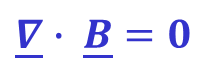 ∇ · B = 0